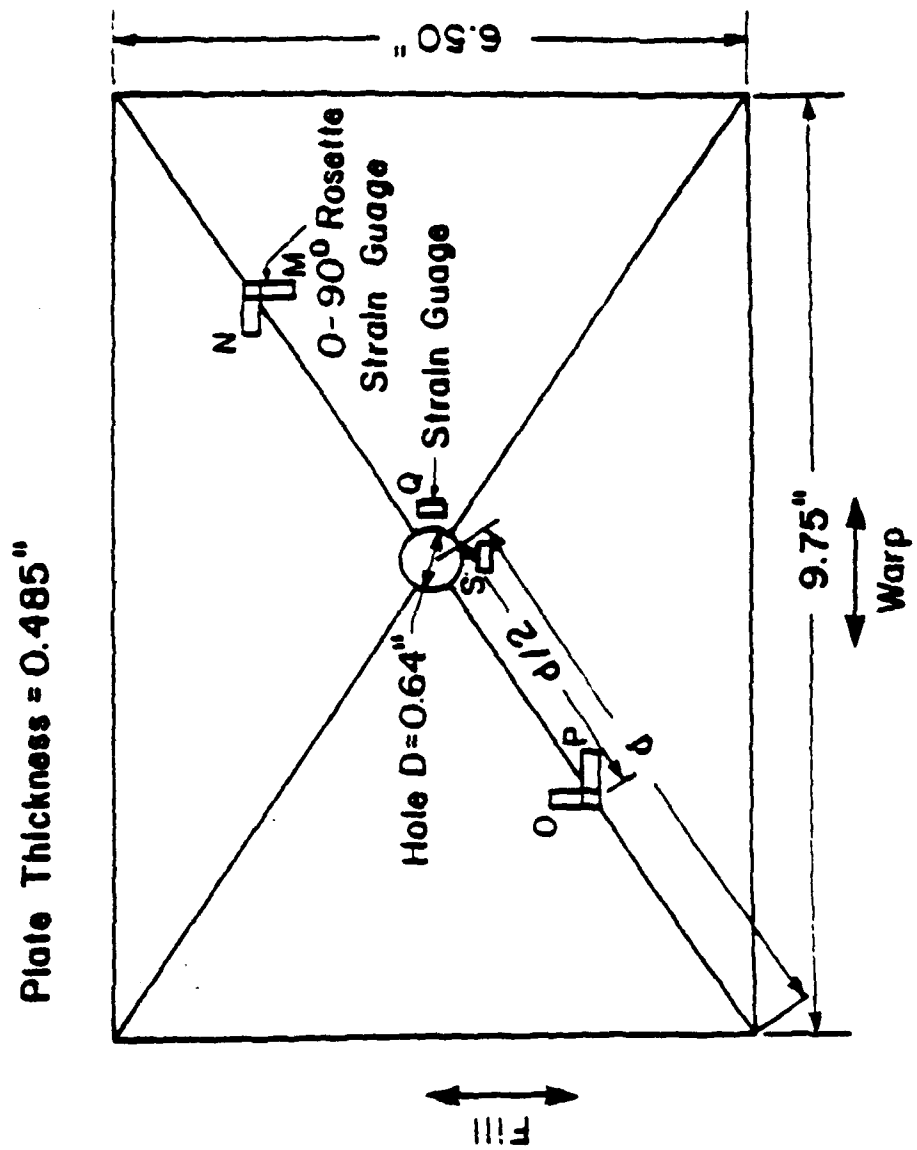 Plate Thickness = 0.485"
6.50"
N
M
0-90° Rosette
Strain Guage
Q
Strain Guage
Hole D=0.64"
S
d/2
P
O
d
9.75"
Warp
Fill